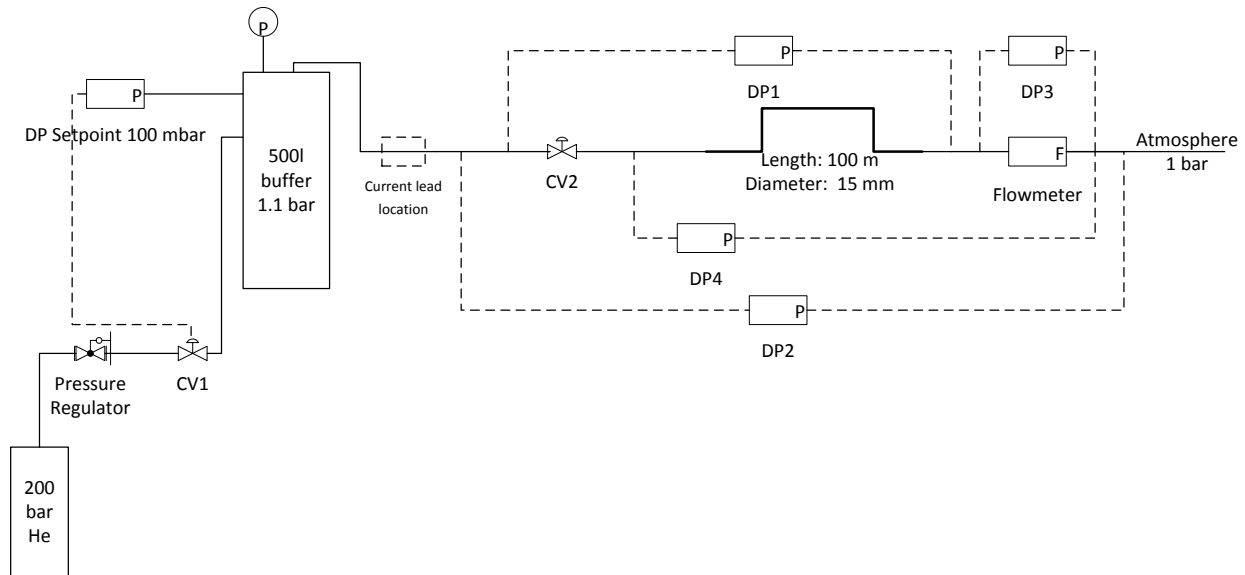 P
P
DP Setpoint 100 mbar
500l
buffer
1.1 bar
Current lead
location
P
DP1
P
DP3
CV2
Length: 100 m
Diameter: 15 mm
F
Flowmeter
Atmosphere
1 bar
P
DP4
P
DP2
Pressure
Regulator
CV1
200
bar
He